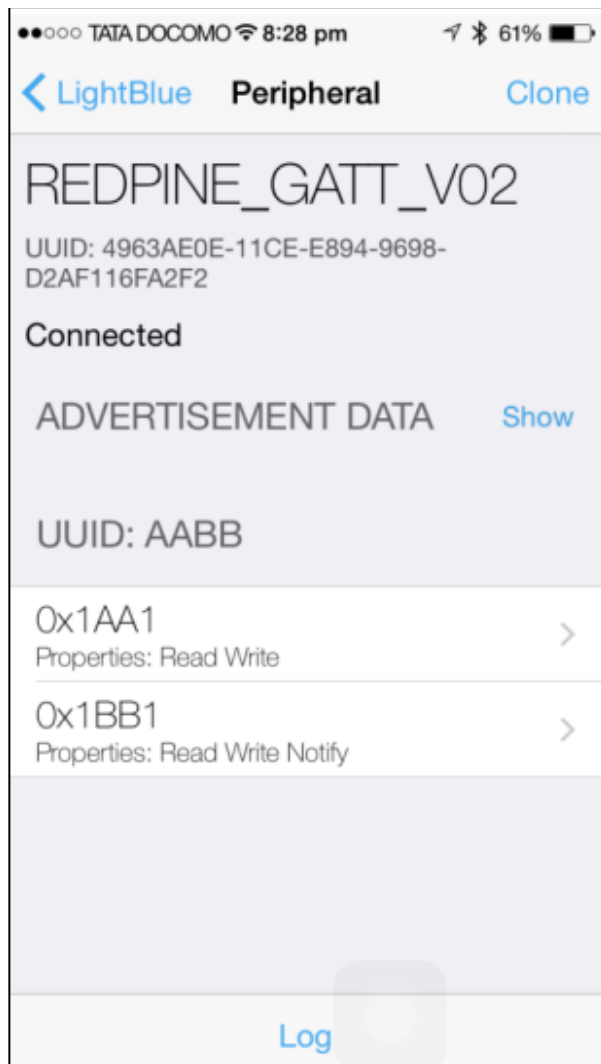 TATA DOCOMO 8:28 pm 61%
LightBlue Peripheral Clone
REDPINE_GATT_V02
UUID: 4963AE0E-11CE-E894-9698-
D2AF116FA2F2
Connected
ADVERTISEMENT DATA Show
UUID: AABB
0x1AA1
Properties: Read Write
0x1BB1
Properties: Read Write Notify
Log